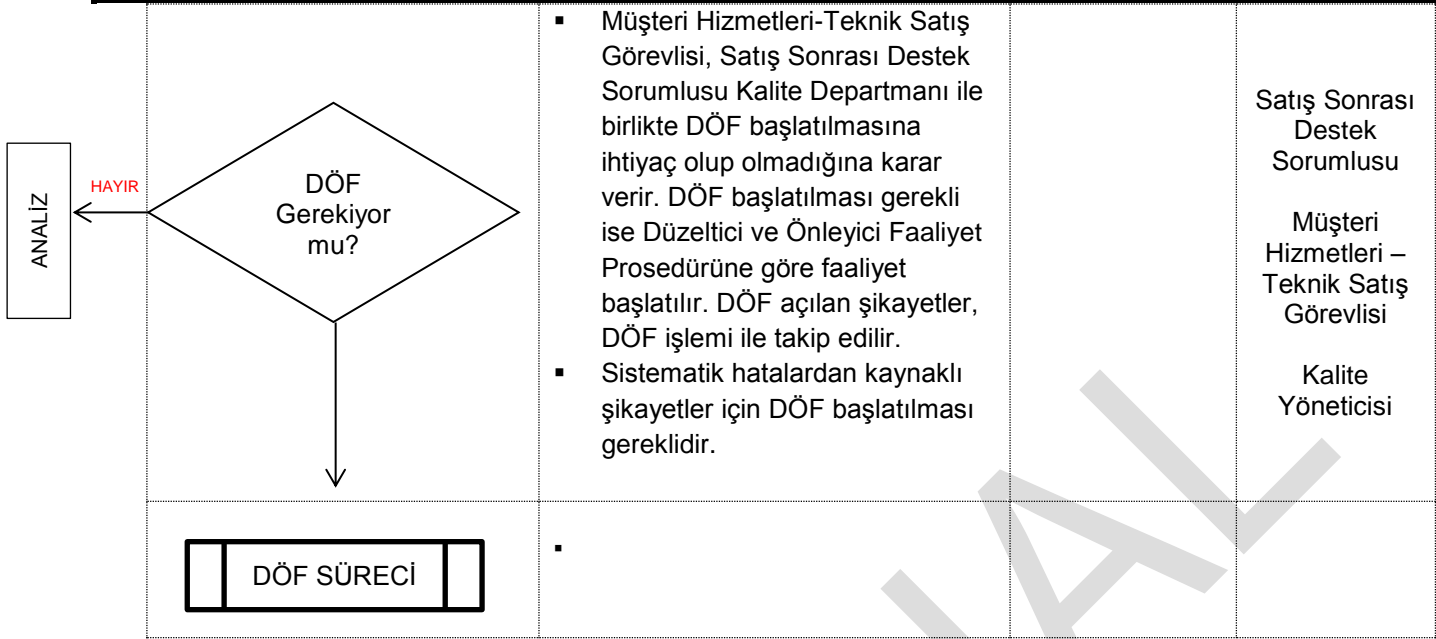 ANALİZ
HAYIR
DÖF
Gerekiyor
mu?
▪ Müşteri Hizmetleri-Teknik Satış
Görevlisi, Satış Sonrası Destek
Sorumlusu Kalite Departmanı ile
birlikte DÖF başlatılmasına
ihtiyaç olup olmadığına karar
verir. DÖF başlatılması gerekli
ise Düzeltici ve Önleyici Faaliyet
Prosedürüne göre faaliyet
başlatılır. DÖF açılan şikayetler,
DÖF işlemi ile takip edilir.
▪ Sistematik hatalardan kaynaklı
şikayetler için DÖF başlatılması
gereklidir.
Satış Sonrası
Destek
Sorumlusu
Müşteri
Hizmetleri –
Teknik Satış
Görevlisi
Kalite
Yöneticisi
DÖF SÜRECİ
▪